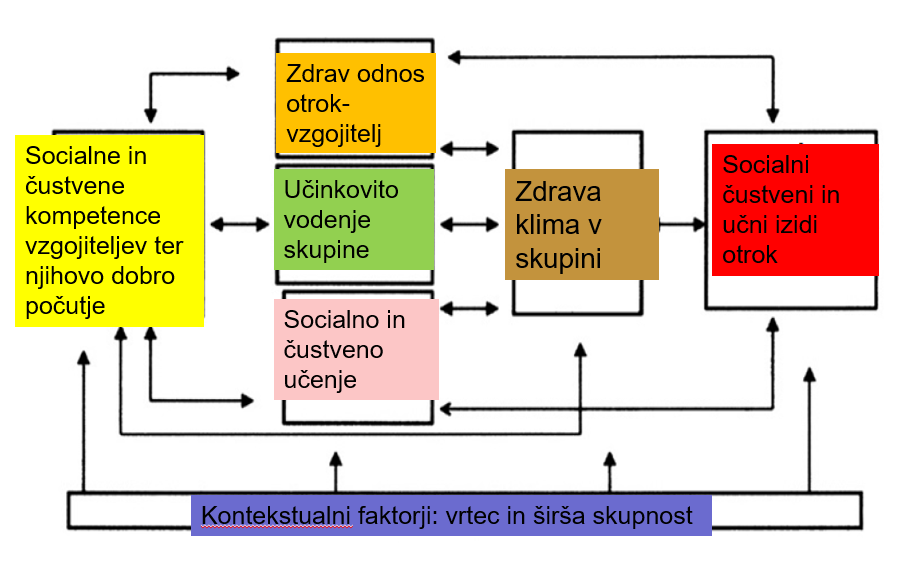 Zdrav odnos
otrok-
vzgojitelj
Socialne in
čustvene
kompetence
vzgojiteljev ter
njihovo dobro
počutje
Učinkovito
vodenje
skupine
Socialno in
čustveno
učenje
Zdrava
klima v
skupini
Socialni
čustveni in
učni izidi
otrok
Kontekstualni faktorji: vrtec in širša skupnost